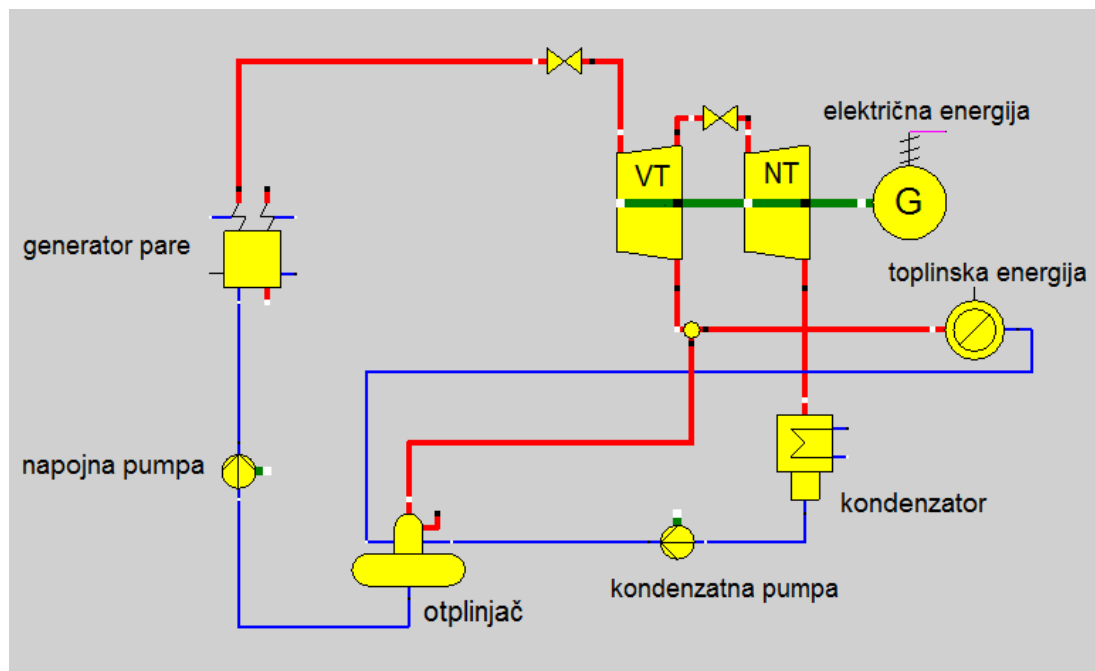 električna energija
VT
NT
G
generator pare
toplinska energija
napojna pumpa
kondenzator
kondenzatna pumpa
otplinjač